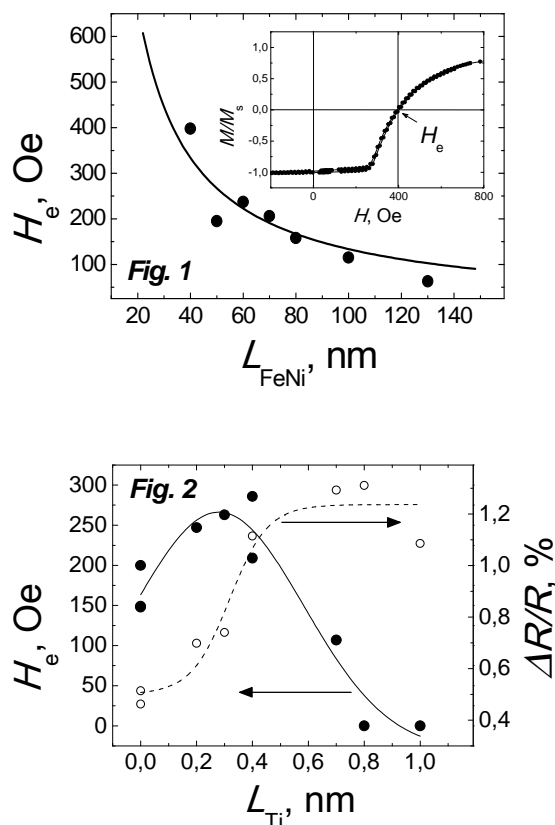 600
500
400
300
200
100
H_e, Oe
20 40 60 80 100 120 140
L_FeNi, nm
Fig. 1
1,0
0,5
0,0
-0,5
-1,0
M/M_s
0 400 800
H, Oe
H_e
300
250
200
150
100
50
0
H_e, Oe
Fig. 2
1,2
1,0
0,8
0,6
0,4
ΔR/R, %
0,0 0,2 0,4 0,6 0,8 1,0
L_Ti, nm